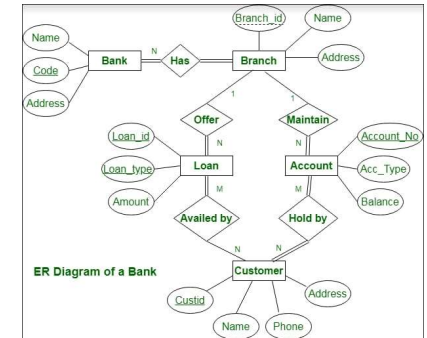 Branch_id
Name
Name
N
Bank
Has
Branch
Code
Address
Address
1
1
Offer
Maintain
Loan_id
N
N
Account_No
Loan_type
Loan
Account
Acc_Type
Amount
M
M
Balance
Availed by
Hold by
N
N
ER Diagram of a Bank
Customer
Custid
Address
Name
Phone